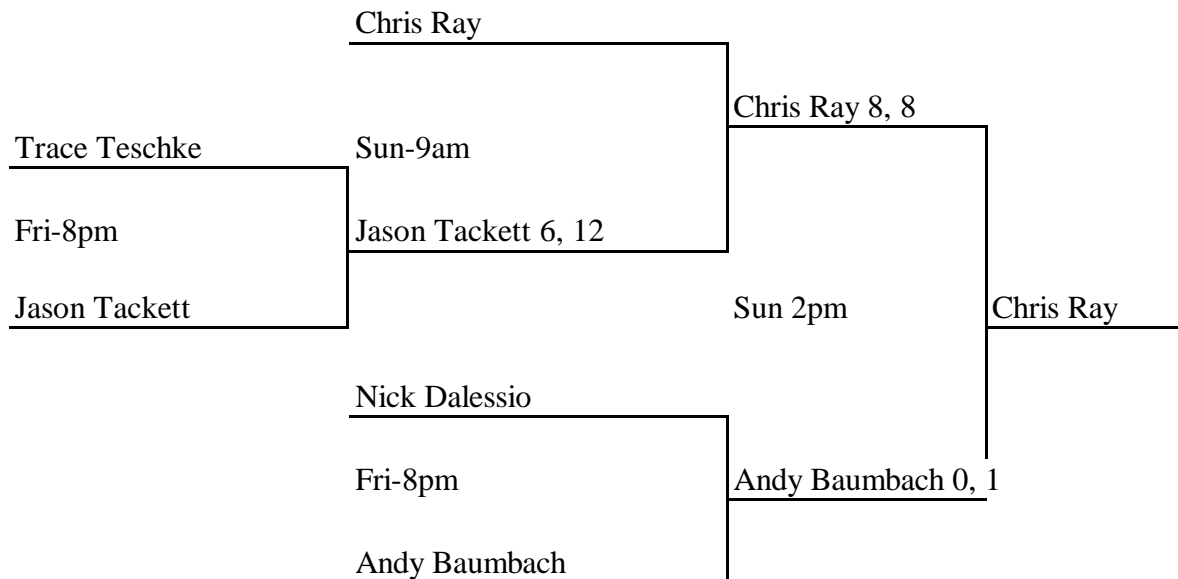 Chris Ray
Chris Ray 8, 8
Trace Teschke
Sun-9am
Fri-8pm
Jason Tackett 6, 12
Jason Tackett
Sun 2pm
Chris Ray
Nick Dalessio
Fri-8pm
Andy Baumbach 0, 1
Andy Baumbach